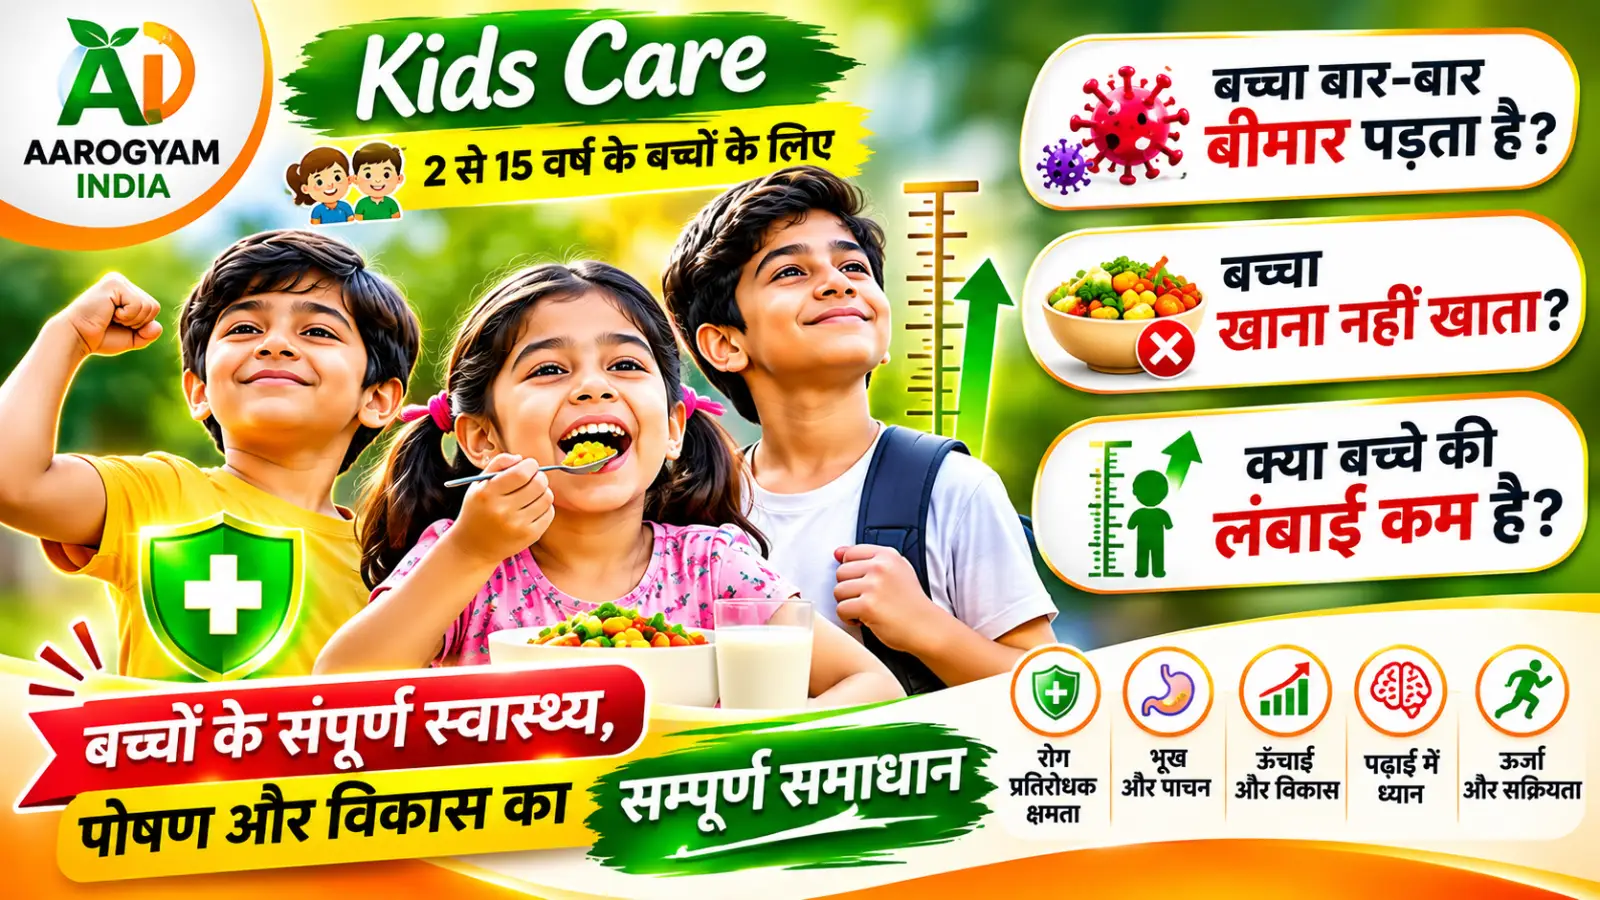 AAROGYAM
INDIA
Kids Care
2 से 15 वर्ष के बच्चों के लिए
बच्चा बार-बार
बीमार पड़ता है?
बच्चा
खाना नहीं खाता?
क्या बच्चे की
लंबाई कम है?
बच्चों के संपूर्ण स्वास्थ्य,
पोषण और विकास का
सम्पूर्ण समाधान
रोग
प्रतिरोधक
क्षमता
भूख
और पाचन
ऊँचाई
और विकास
पढ़ाई में
ध्यान
ऊर्जा
और सक्रियता